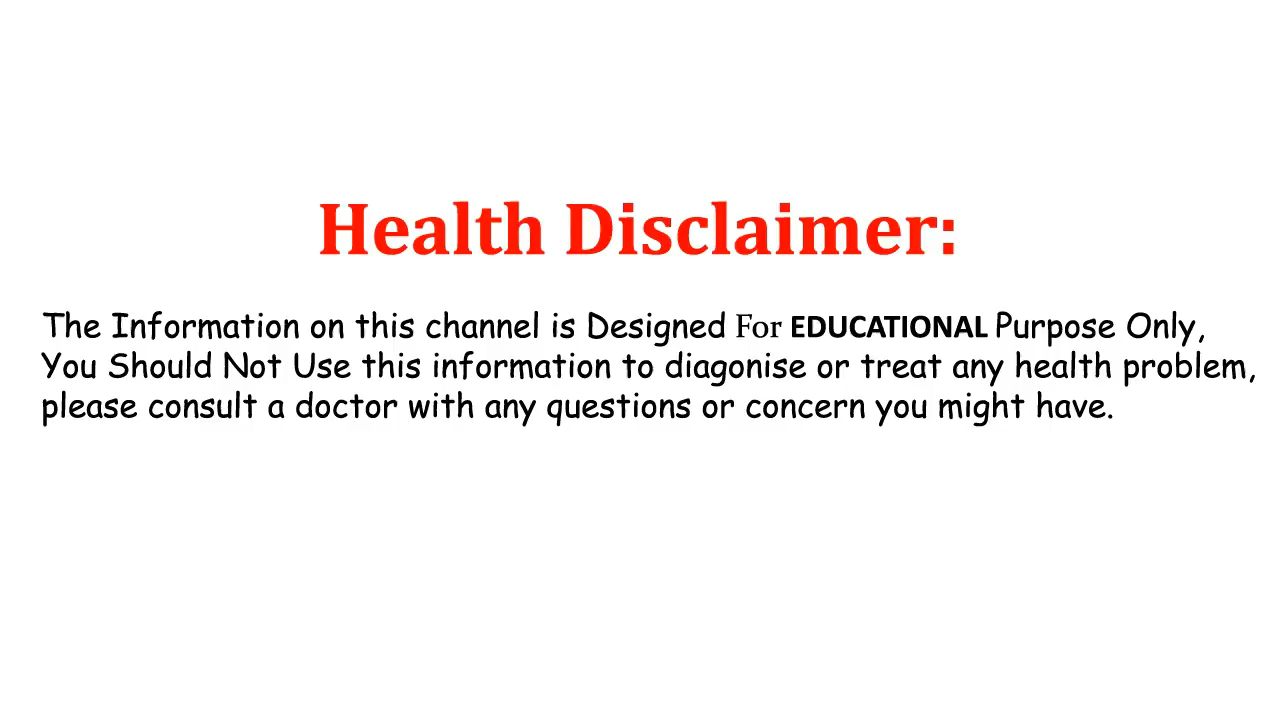 Health Disclaimer:
The Information on this channel is Designed For EDUCATIONAL Purpose Only,
You Should Not Use this information to diagonise or treat any health problem,
please consult a doctor with any questions or concern you might have.